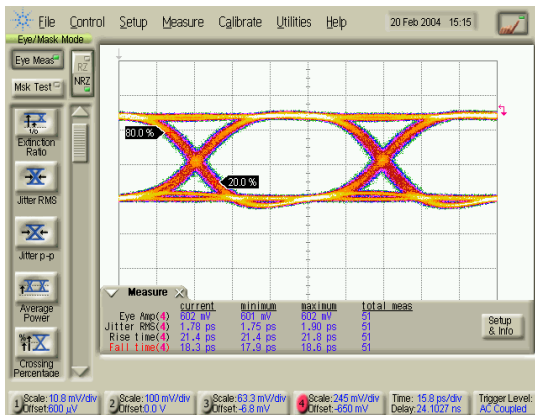 File Control Setup Measure Calibrate Utilities Help 20 Feb 2004 15:15
Eye/Mask Mode
Eye Meas
RZ
Msk Test
NRZ
Extinction
Ratio
Jitter RMS
Jitter p-p
Average
Power
Crossing
Percentage
80.0 %
20.0 %
Measure
current minimum maximum total meas
Eye Amp(4) 602 mV 601 mV 602 mV 51
Jitter RMS(4) 1.78 ps 1.75 ps 1.90 ps 51
Rise time(4) 21.4 ps 21.4 ps 21.8 ps 51
Fall time(4) 18.3 ps 17.9 ps 18.6 ps 51
Setup
& Info
1 Scale:10.8 mV/div
Offset:600 µV
2 Scale:100 mV/div
Offset:0.0 V
3 Scale:63.3 mV/div
Offset:-6.8 mV
4 Scale:245 mV/div
Offset:-650 mV
Time:15.8 ps/div
Delay:24.1027 ns
Trigger Level:
AC Coupled